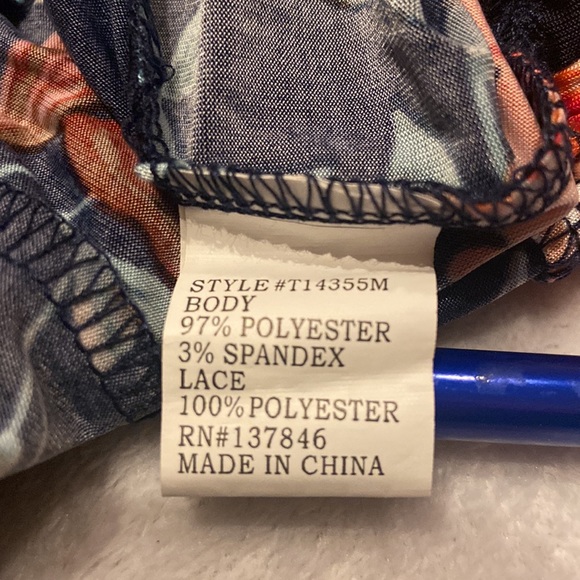 STYLE #T14355M
BODY
97% POLYESTER
3% SPANDEX
LACE
100% POLYESTER
RN#137846
MADE IN CHINA